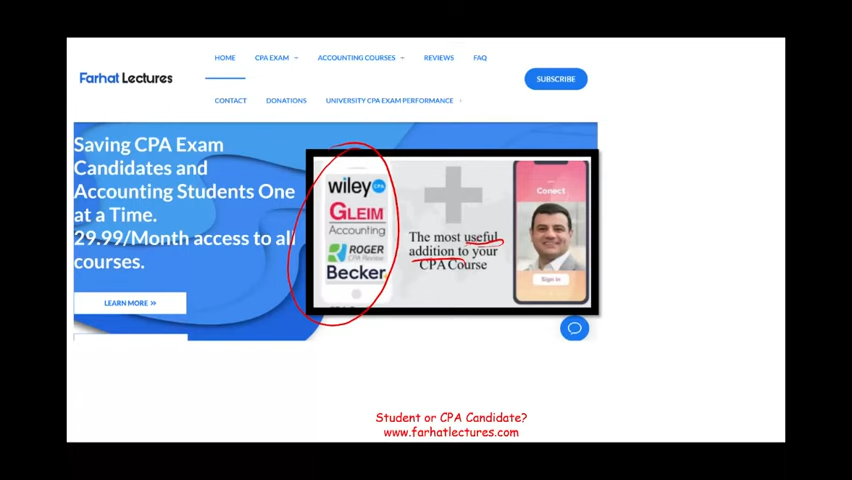 HOME
CPA EXAM
ACCOUNTING COURSES
REVIEWS
FAQ
Farhat Lectures
SUBSCRIBE
CONTACT
DONATIONS
UNIVERSITY CPA EXAM PERFORMANCE
Saving CPA Exam
Candidates and
Accounting Students One
at a Time.
29.99/Month access to all
courses.
LEARN MORE
wiley CPA
GLEIM
Accounting
ROGER
CPA Review
Becker
The most useful
addition to your
CPA Course
Conect
Sign in
Student or CPA Candidate?
www.farhatlectures.com